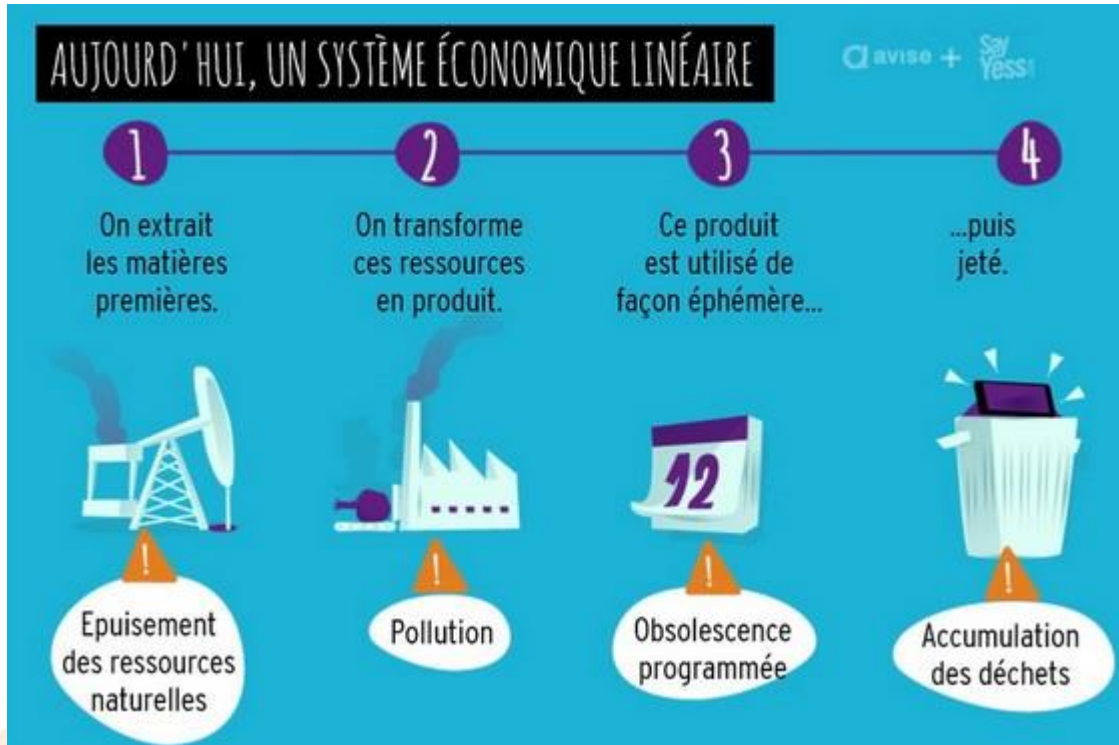 AUJOURD'HUI, UN SYSTÈME ÉCONOMIQUE LINÉAIRE
avise + Say
Yess
1
2
3
4
On extrait
les matières
premières.
On transforme
ces ressources
en produit.
Ce produit
est utilisé de
façon éphémère...
...puis
jeté.
12
!
Epuisement
des ressources
naturelles
!
Pollution
!
Obsolescence
programmée
!
Accumulation
des déchets